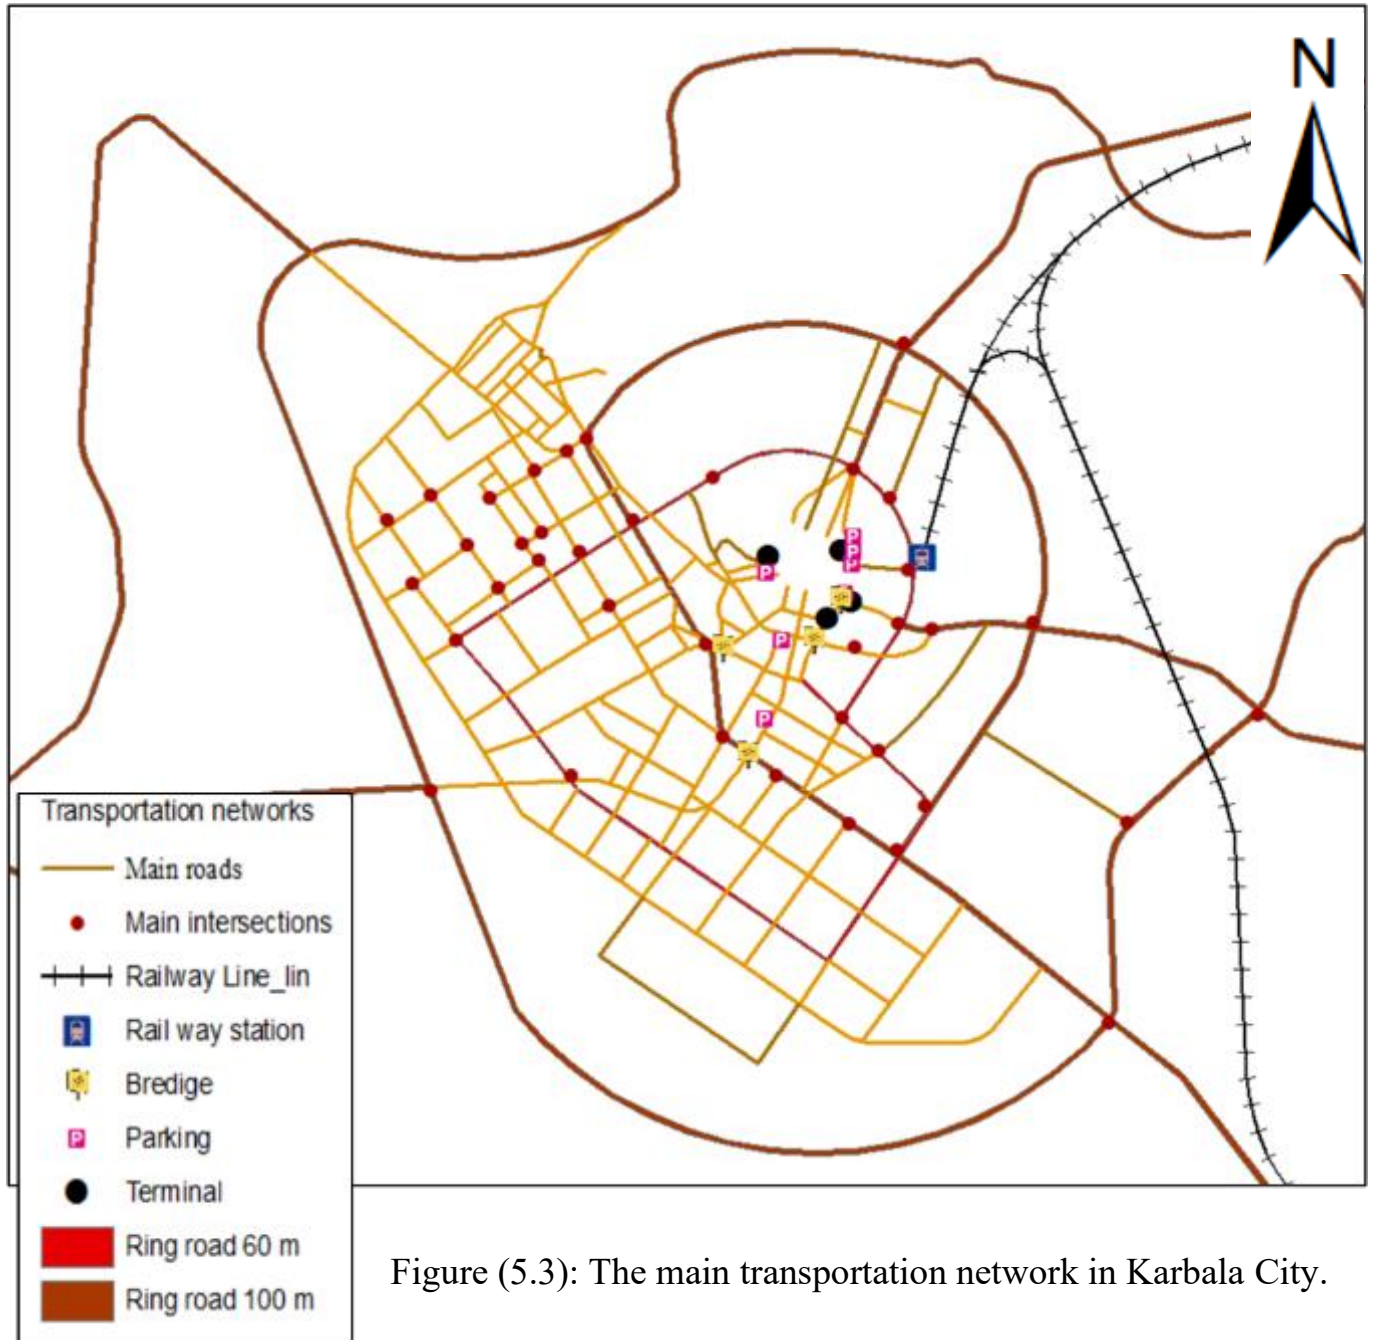 N
P
P
P
P
P
P
Transportation networks
Main roads
Main intersections
Railway Line_lin
Rail way station
Bredige
P Parking
Terminal
Ring road 60 m
Ring road 100 m
Figure (5.3): The main transportation network in Karbala City.